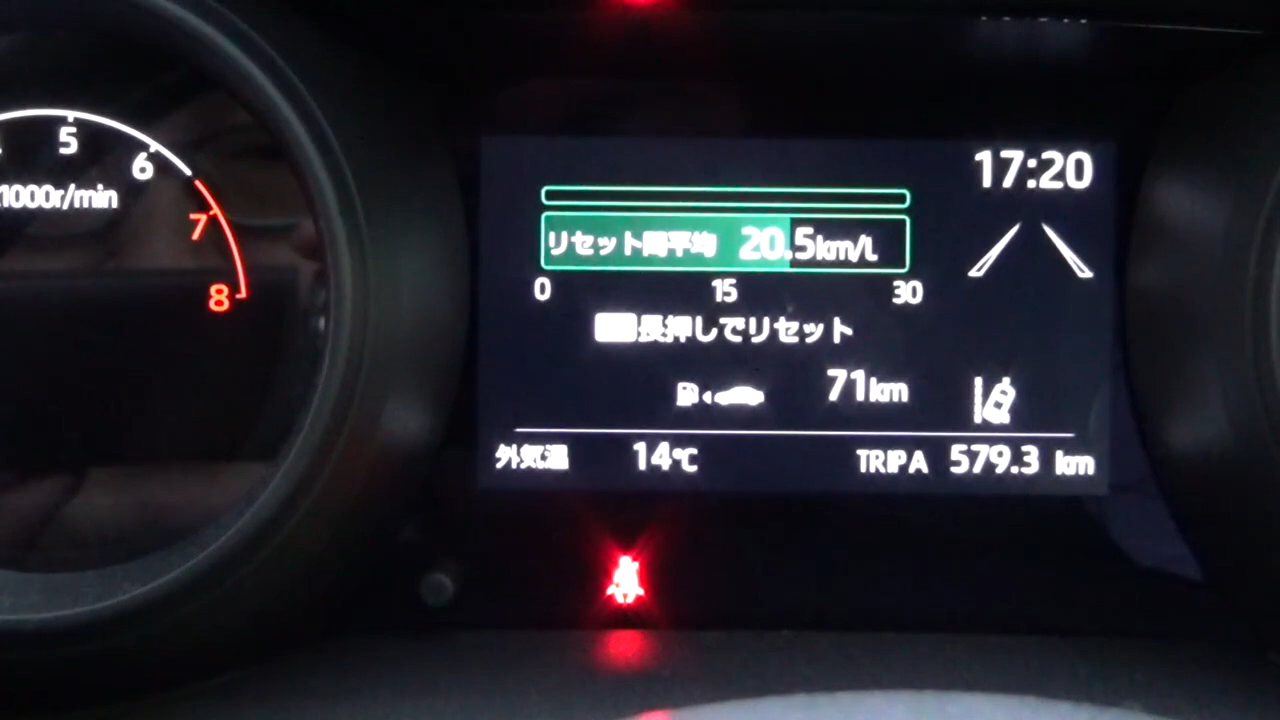 5
6
7
8
1000r/min
17:20
リセット間平均 20.5km/L
0 15 30
長押しでリセット
71km
外気温 14℃ TRIP A 579.3 km